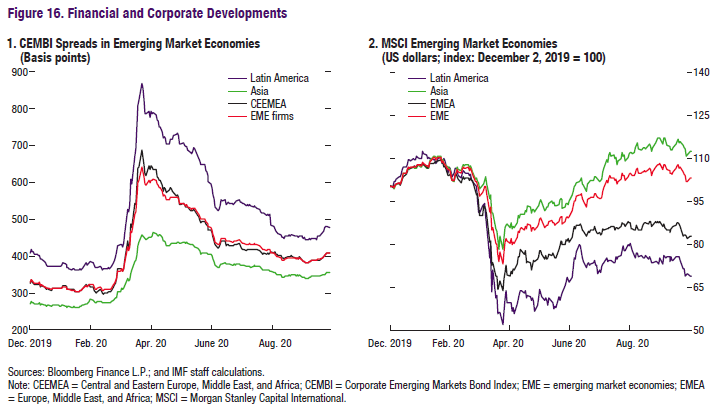 Figure 16. Financial and Corporate Developments
1. CEMBI Spreads in Emerging Market Economies
(Basis points)
900
800
700
600
500
400
300
200
Latin America
Asia
CEEMEA
EME firms
Dec. 2019 Feb. 20 Apr. 20 June 20 Aug. 20
2. MSCI Emerging Market Economies
(US dollars; index: December 2, 2019 = 100)
Latin America
Asia
EMEA
EME
140
125
110
95
80
65
50
Dec. 2019 Feb. 20 Apr. 20 June 20 Aug. 20
Sources: Bloomberg Finance L.P.; and IMF staff calculations.
Note: CEEMEA = Central and Eastern Europe, Middle East, and Africa; CEMBI = Corporate Emerging Markets Bond Index; EME = emerging market economies; EMEA
= Europe, Middle East, and Africa; MSCI = Morgan Stanley Capital International.